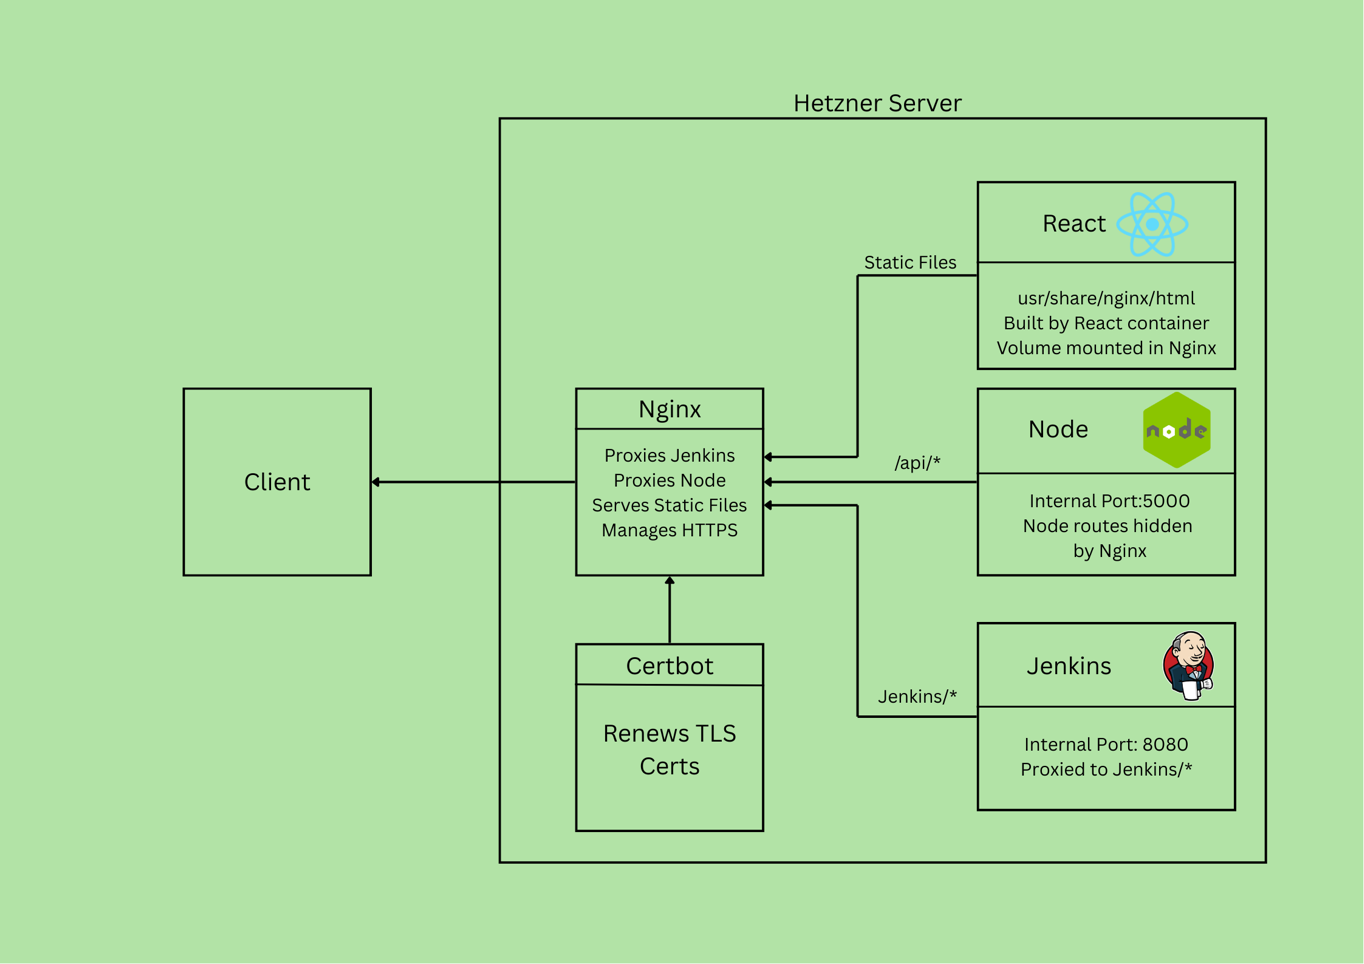 Hetzner Server
React
Static Files
usr/share/nginx/html
Built by React container
Volume mounted in Nginx
Client
Nginx
Proxies Jenkins
Proxies Node
Serves Static Files
Manages HTTPS
/api/*
Node
node
Internal Port:5000
Node routes hidden
by Nginx
Certbot
Renews TLS
Certs
Jenkins/*
Jenkins
Internal Port: 8080
Proxied to Jenkins/*